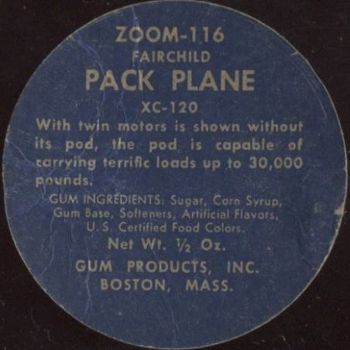 ZOOM-116
FAIRCHILD
PACK PLANE
XC-120
With twin motors is shown without
its pod, the pod is capable of
carrying terrific loads up to 30,000
pounds.
GUM INGREDIENTS: Sugar, Corn Syrup,
Gum Base, Softeners, Artificial Flavors,
U. S. Certified Food Colors.
Net Wt. ½ Oz.
GUM PRODUCTS, INC.
BOSTON, MASS.